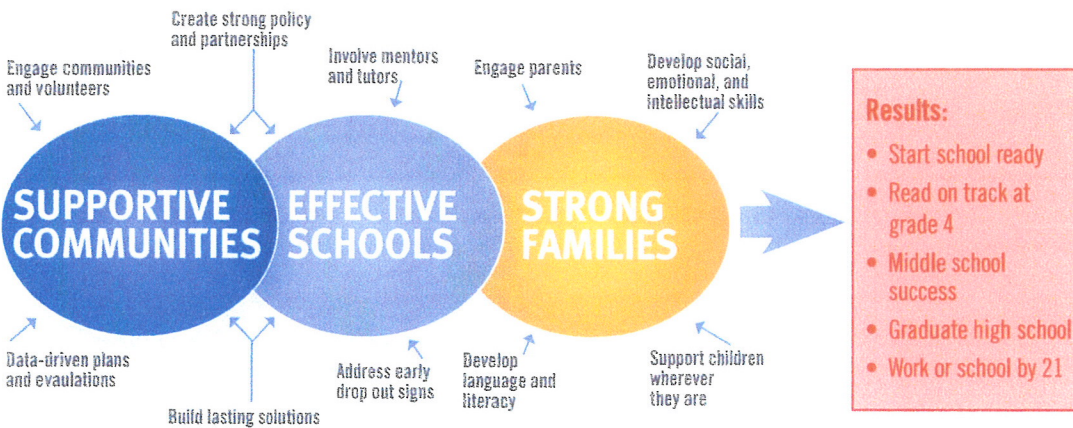 Create strong policy
and partnerships
Engage communities
and volunteers
Involve mentors
and tutors
Engage parents
Develop social,
emotional, and
intellectual skills
SUPPORTIVE
COMMUNITIES
EFFECTIVE
SCHOOLS
STRONG
FAMILIES
Data-driven plans
and evaulations
Build lasting solutions
Address early
drop out signs
Develop
language and
literacy
Support children
wherever
they are
Results:
• Start school ready
• Read on track at
grade 4
• Middle school
success
• Graduate high school
• Work or school by 21